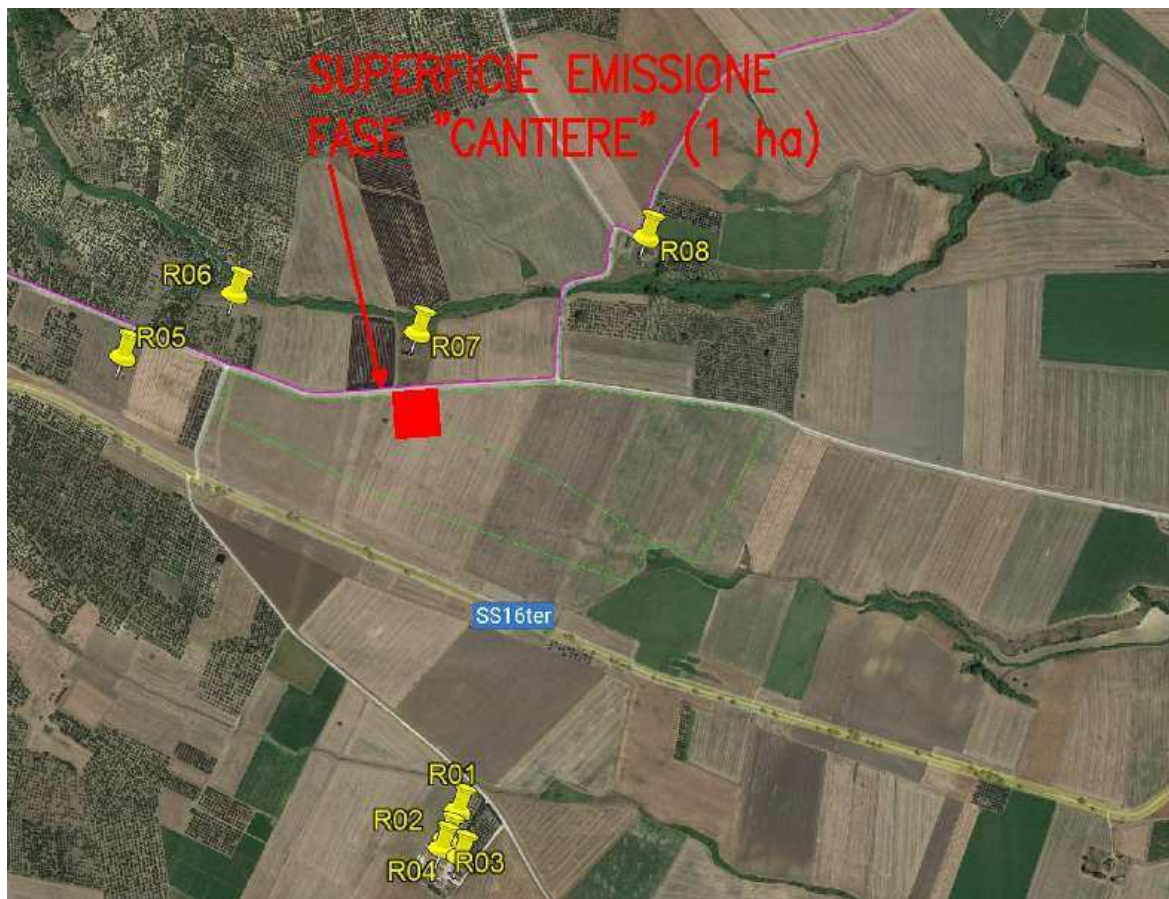 SUPERFICIE EMISSIONE
FASE "CANTIERE" (1 ha)
R08
R06
R05
R07
SS16ter
R01
R02
R03
R04